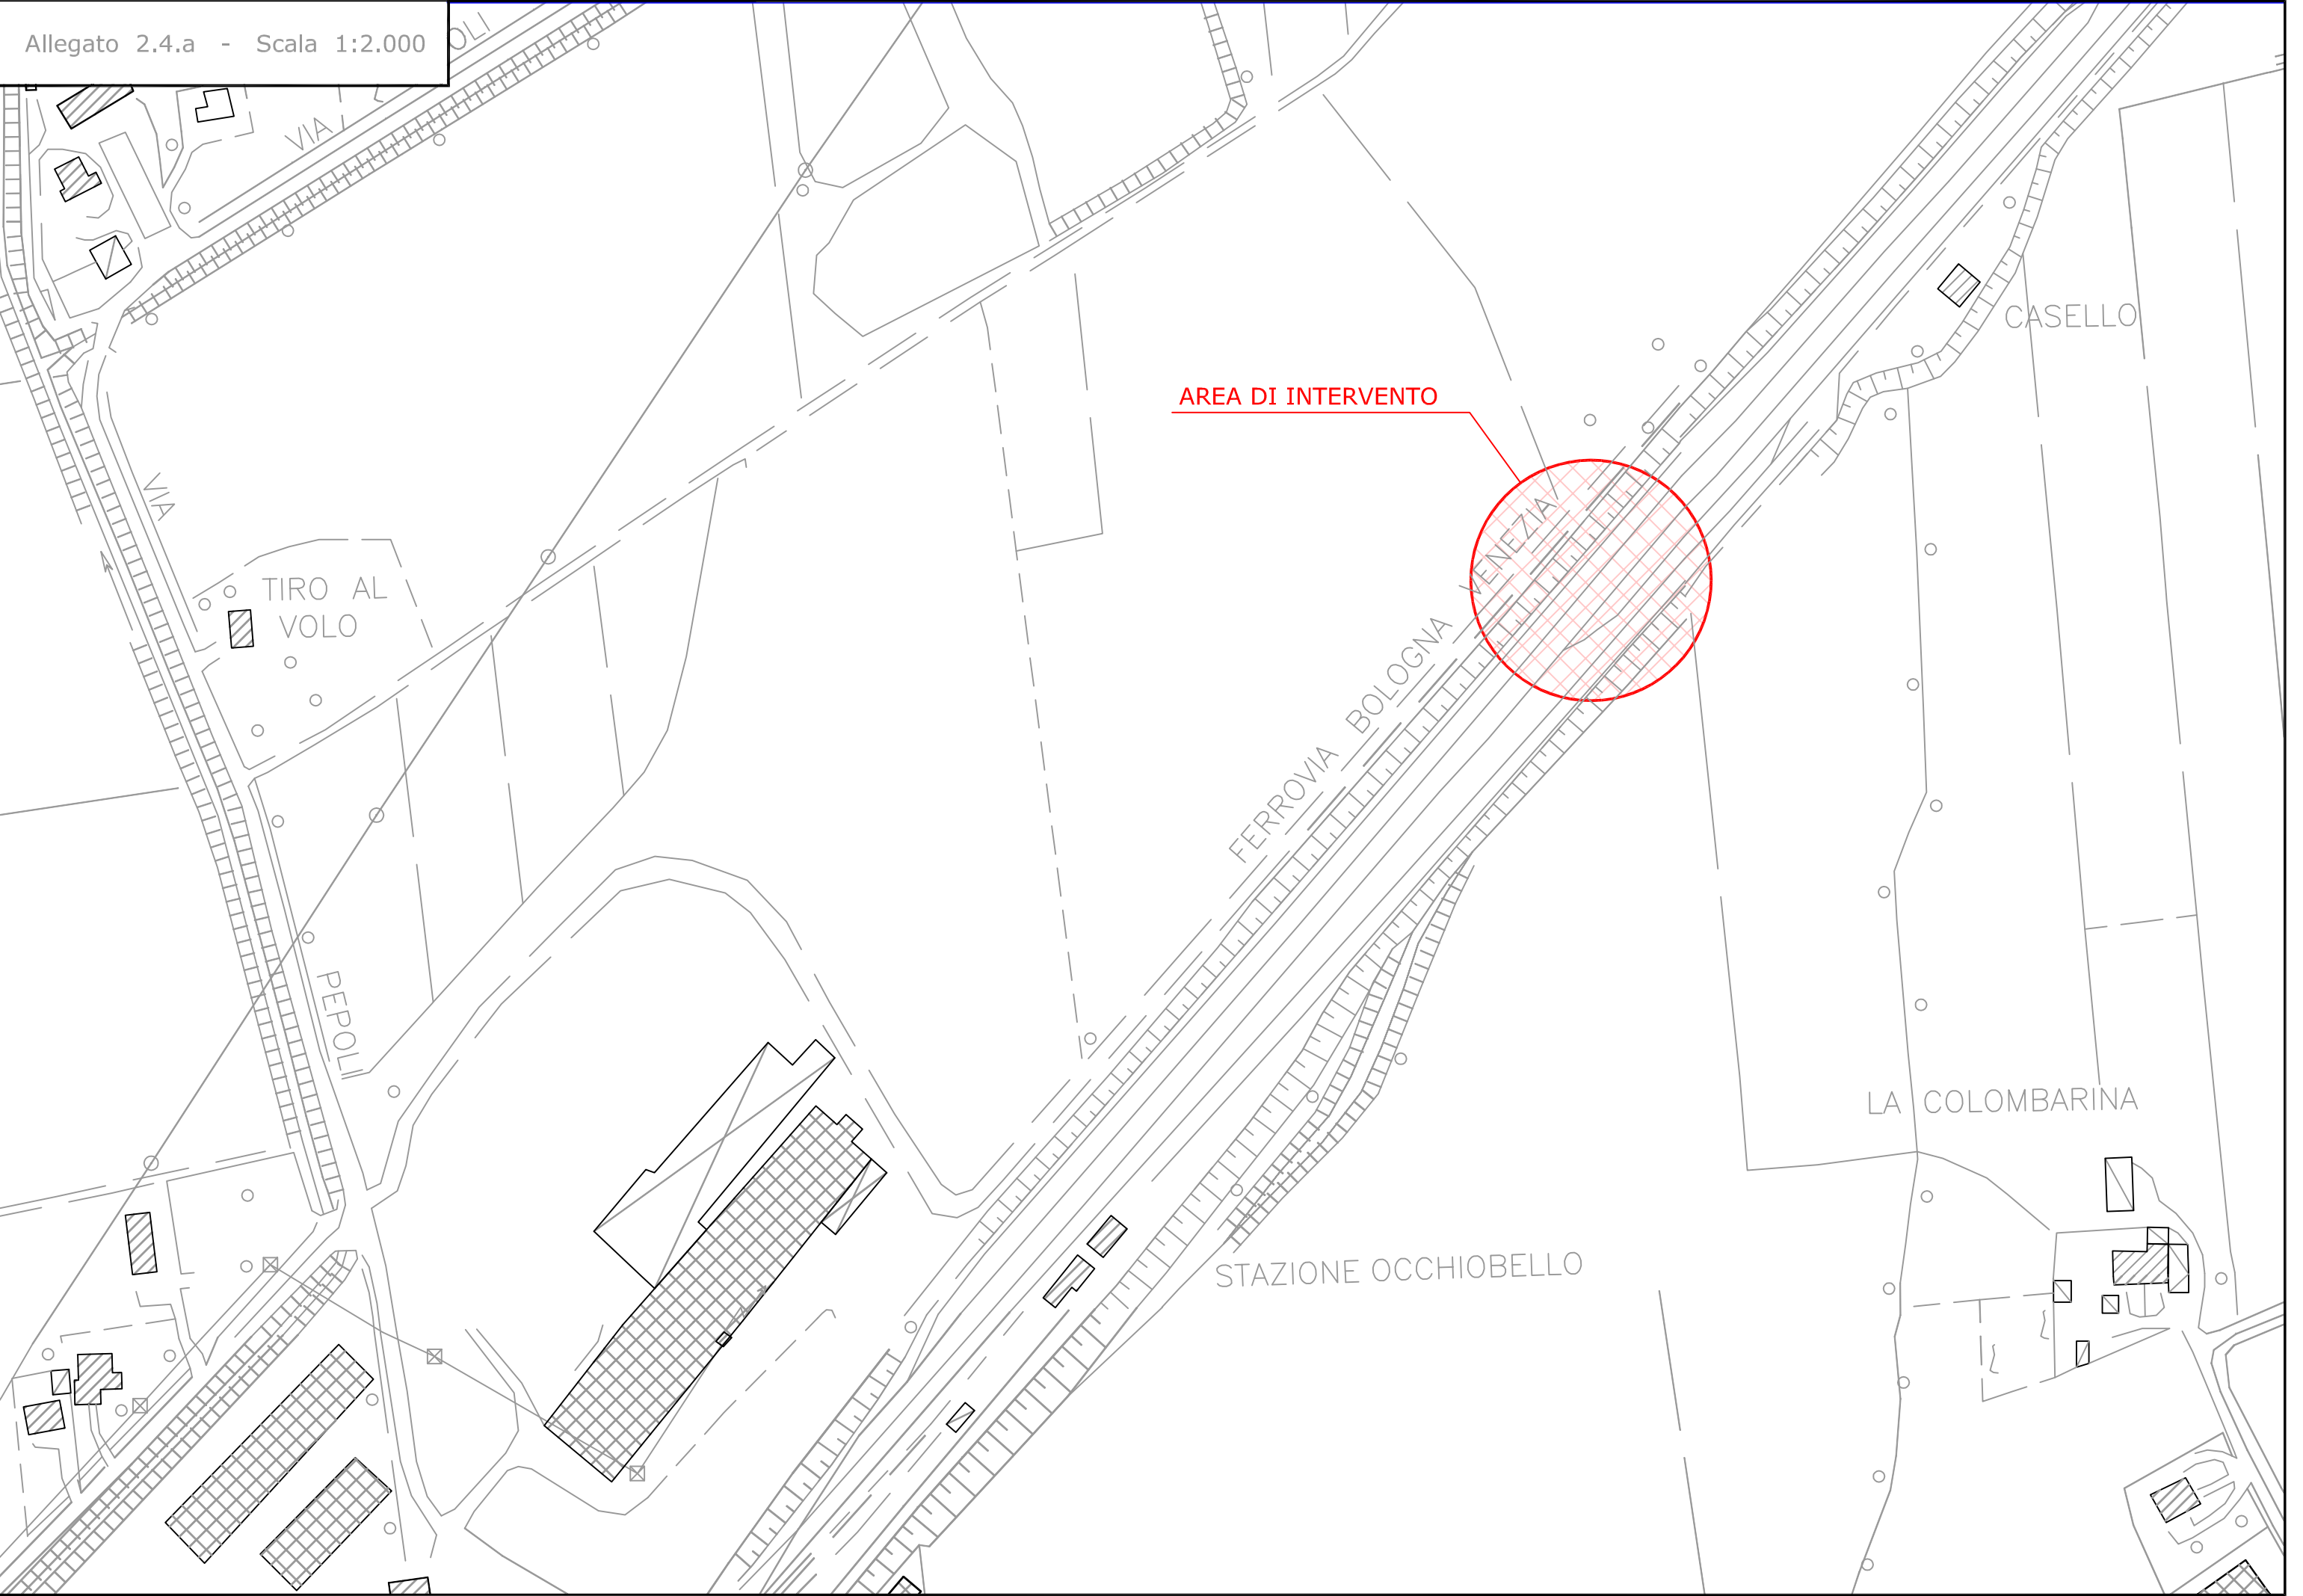 Allegato 2.4.a - Scala 1:2.000
OLI
VIA
CASELLO
AREA DI INTERVENTO
VIA
TIRO AL
VOLO
FERROVIA BOLOGNA VENEZIA
PEPOLI
LA COLOMBARINA
STAZIONE OCCHIOBELLO